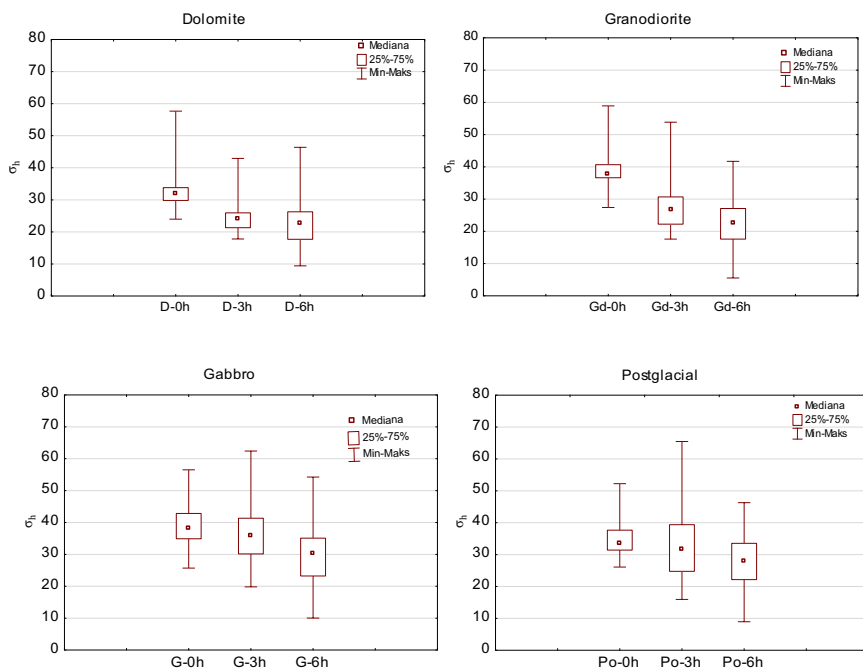 Dolomite
Mediana
25%-75%
Min-Maks
80
70
60
50
40
30
20
10
0
σh
D-0h D-3h D-6h
Granodiorite
Mediana
25%-75%
Min-Maks
80
70
60
50
40
30
20
10
0
σh
Gd-0h Gd-3h Gd-6h
Gabbro
Mediana
25%-75%
Min-Maks
80
70
60
50
40
30
20
10
0
σh
G-0h G-3h G-6h
Postglacial
Mediana
25%-75%
Min-Maks
80
70
60
50
40
30
20
10
0
σh
Po-0h Po-3h Po-6h